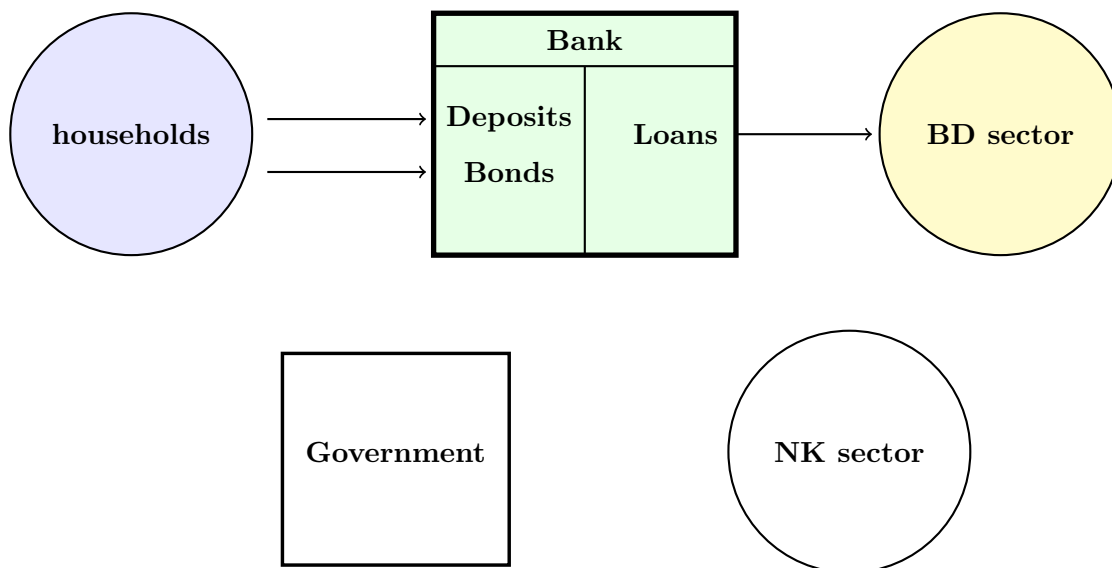 Bank
households
Deposits
Bonds
Loans
BD sector
Government
NK sector